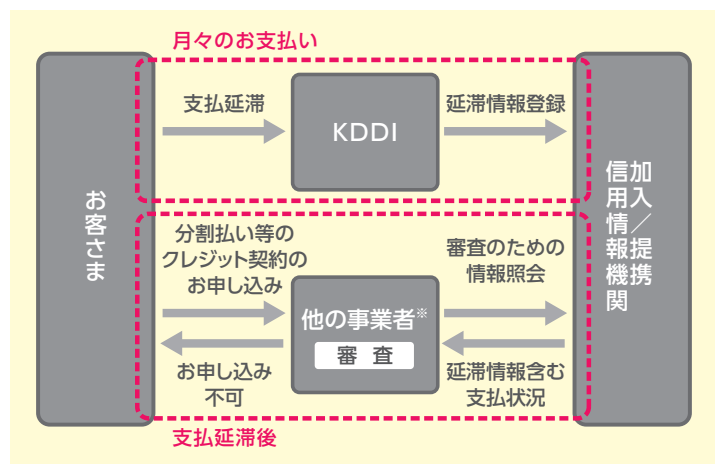 月々のお支払い
お客さま
支払延滞
KDDI
延滞情報登録
加入／提携
信用情報機関
分割払い等の
クレジット契約の
お申し込み
他の事業者※
審 査
審査のための
情報照会
お申し込み
不可
延滞情報含む
支払状況
支払延滞後